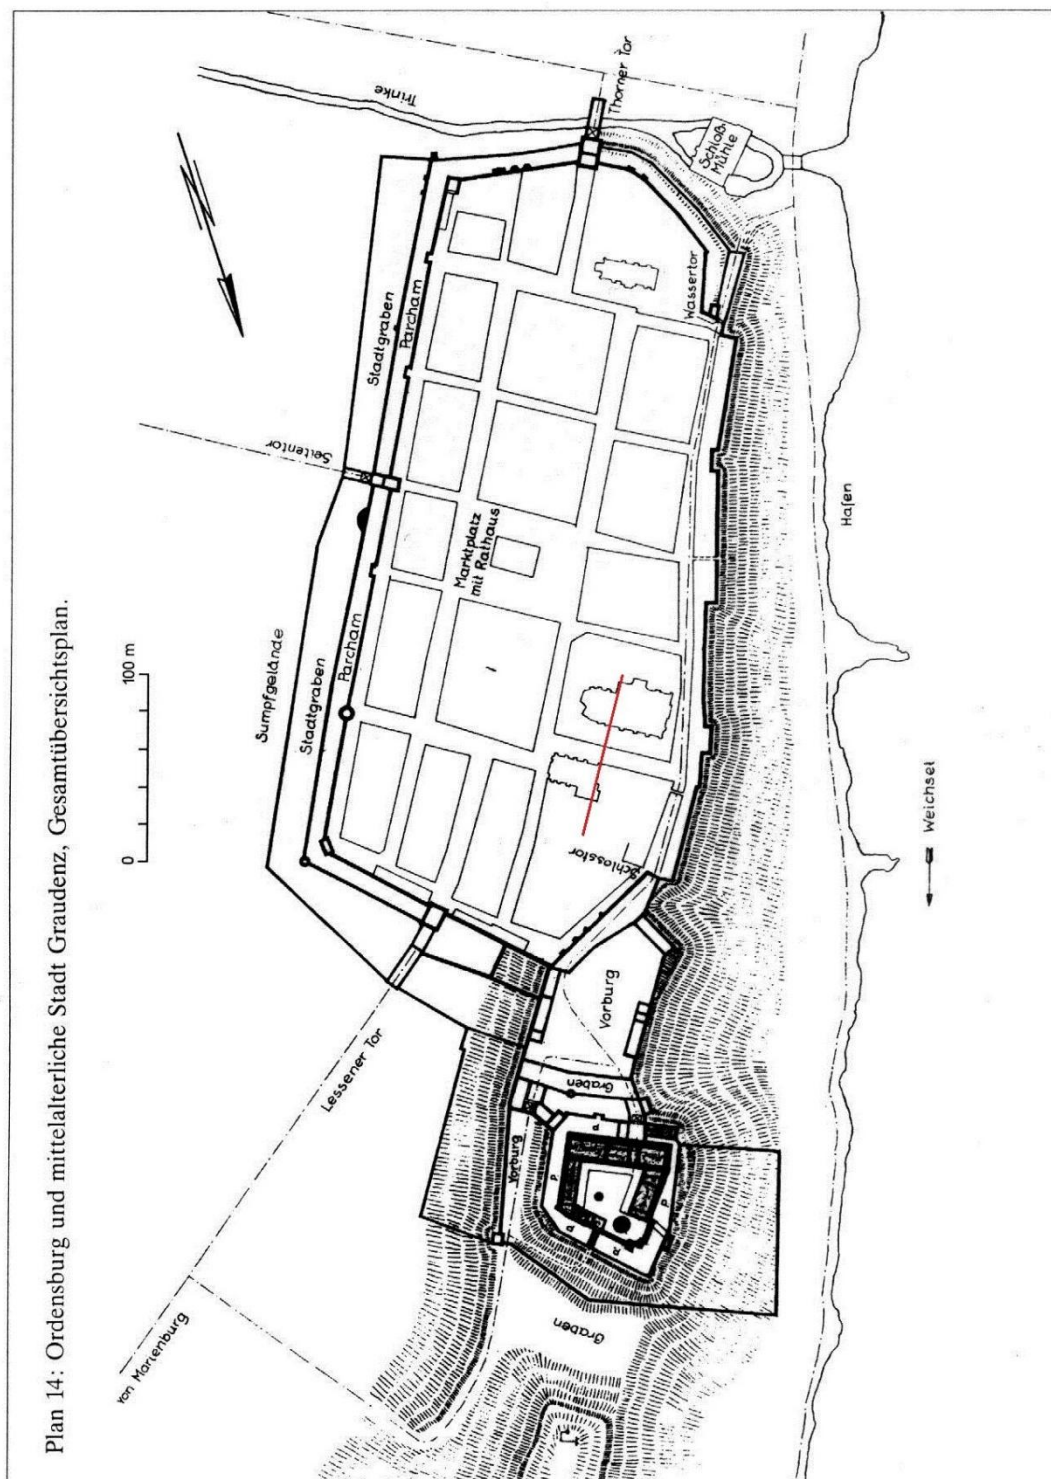 Plan 14: Ordensburg und mittelalterliche Stadt Graudenz, Gesamtübersichtsplan.
0
100 m
Trinke
Thorner Tor
Schloß-
Mühle
Wassertor
Stadtgraben
Parcham
Seitentor
Marktplatz
mit Rathaus
Hafen
Sumpfgelände
Stadtgraben
Parcham
Schlosstor
Weichsel
Lessener Tor
Vorburg
Graben
Vorburg
P
P
P
P
R
von Marienburg
Graben